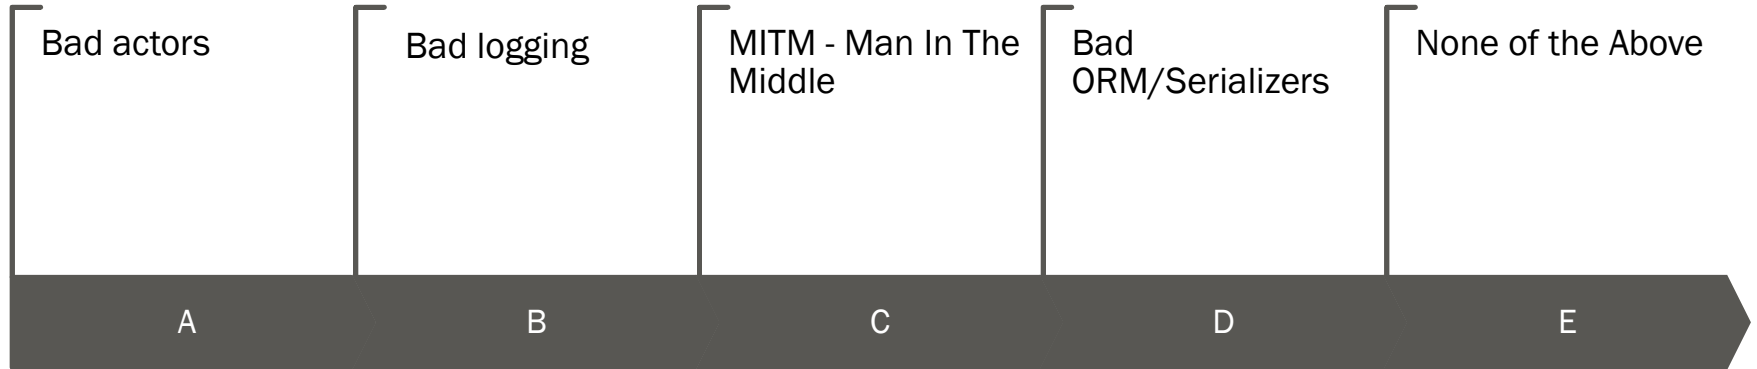 Bad actors
Bad logging
MITM - Man In The
Middle
Bad
ORM/Serializers
None of the Above
A
B
C
D
E